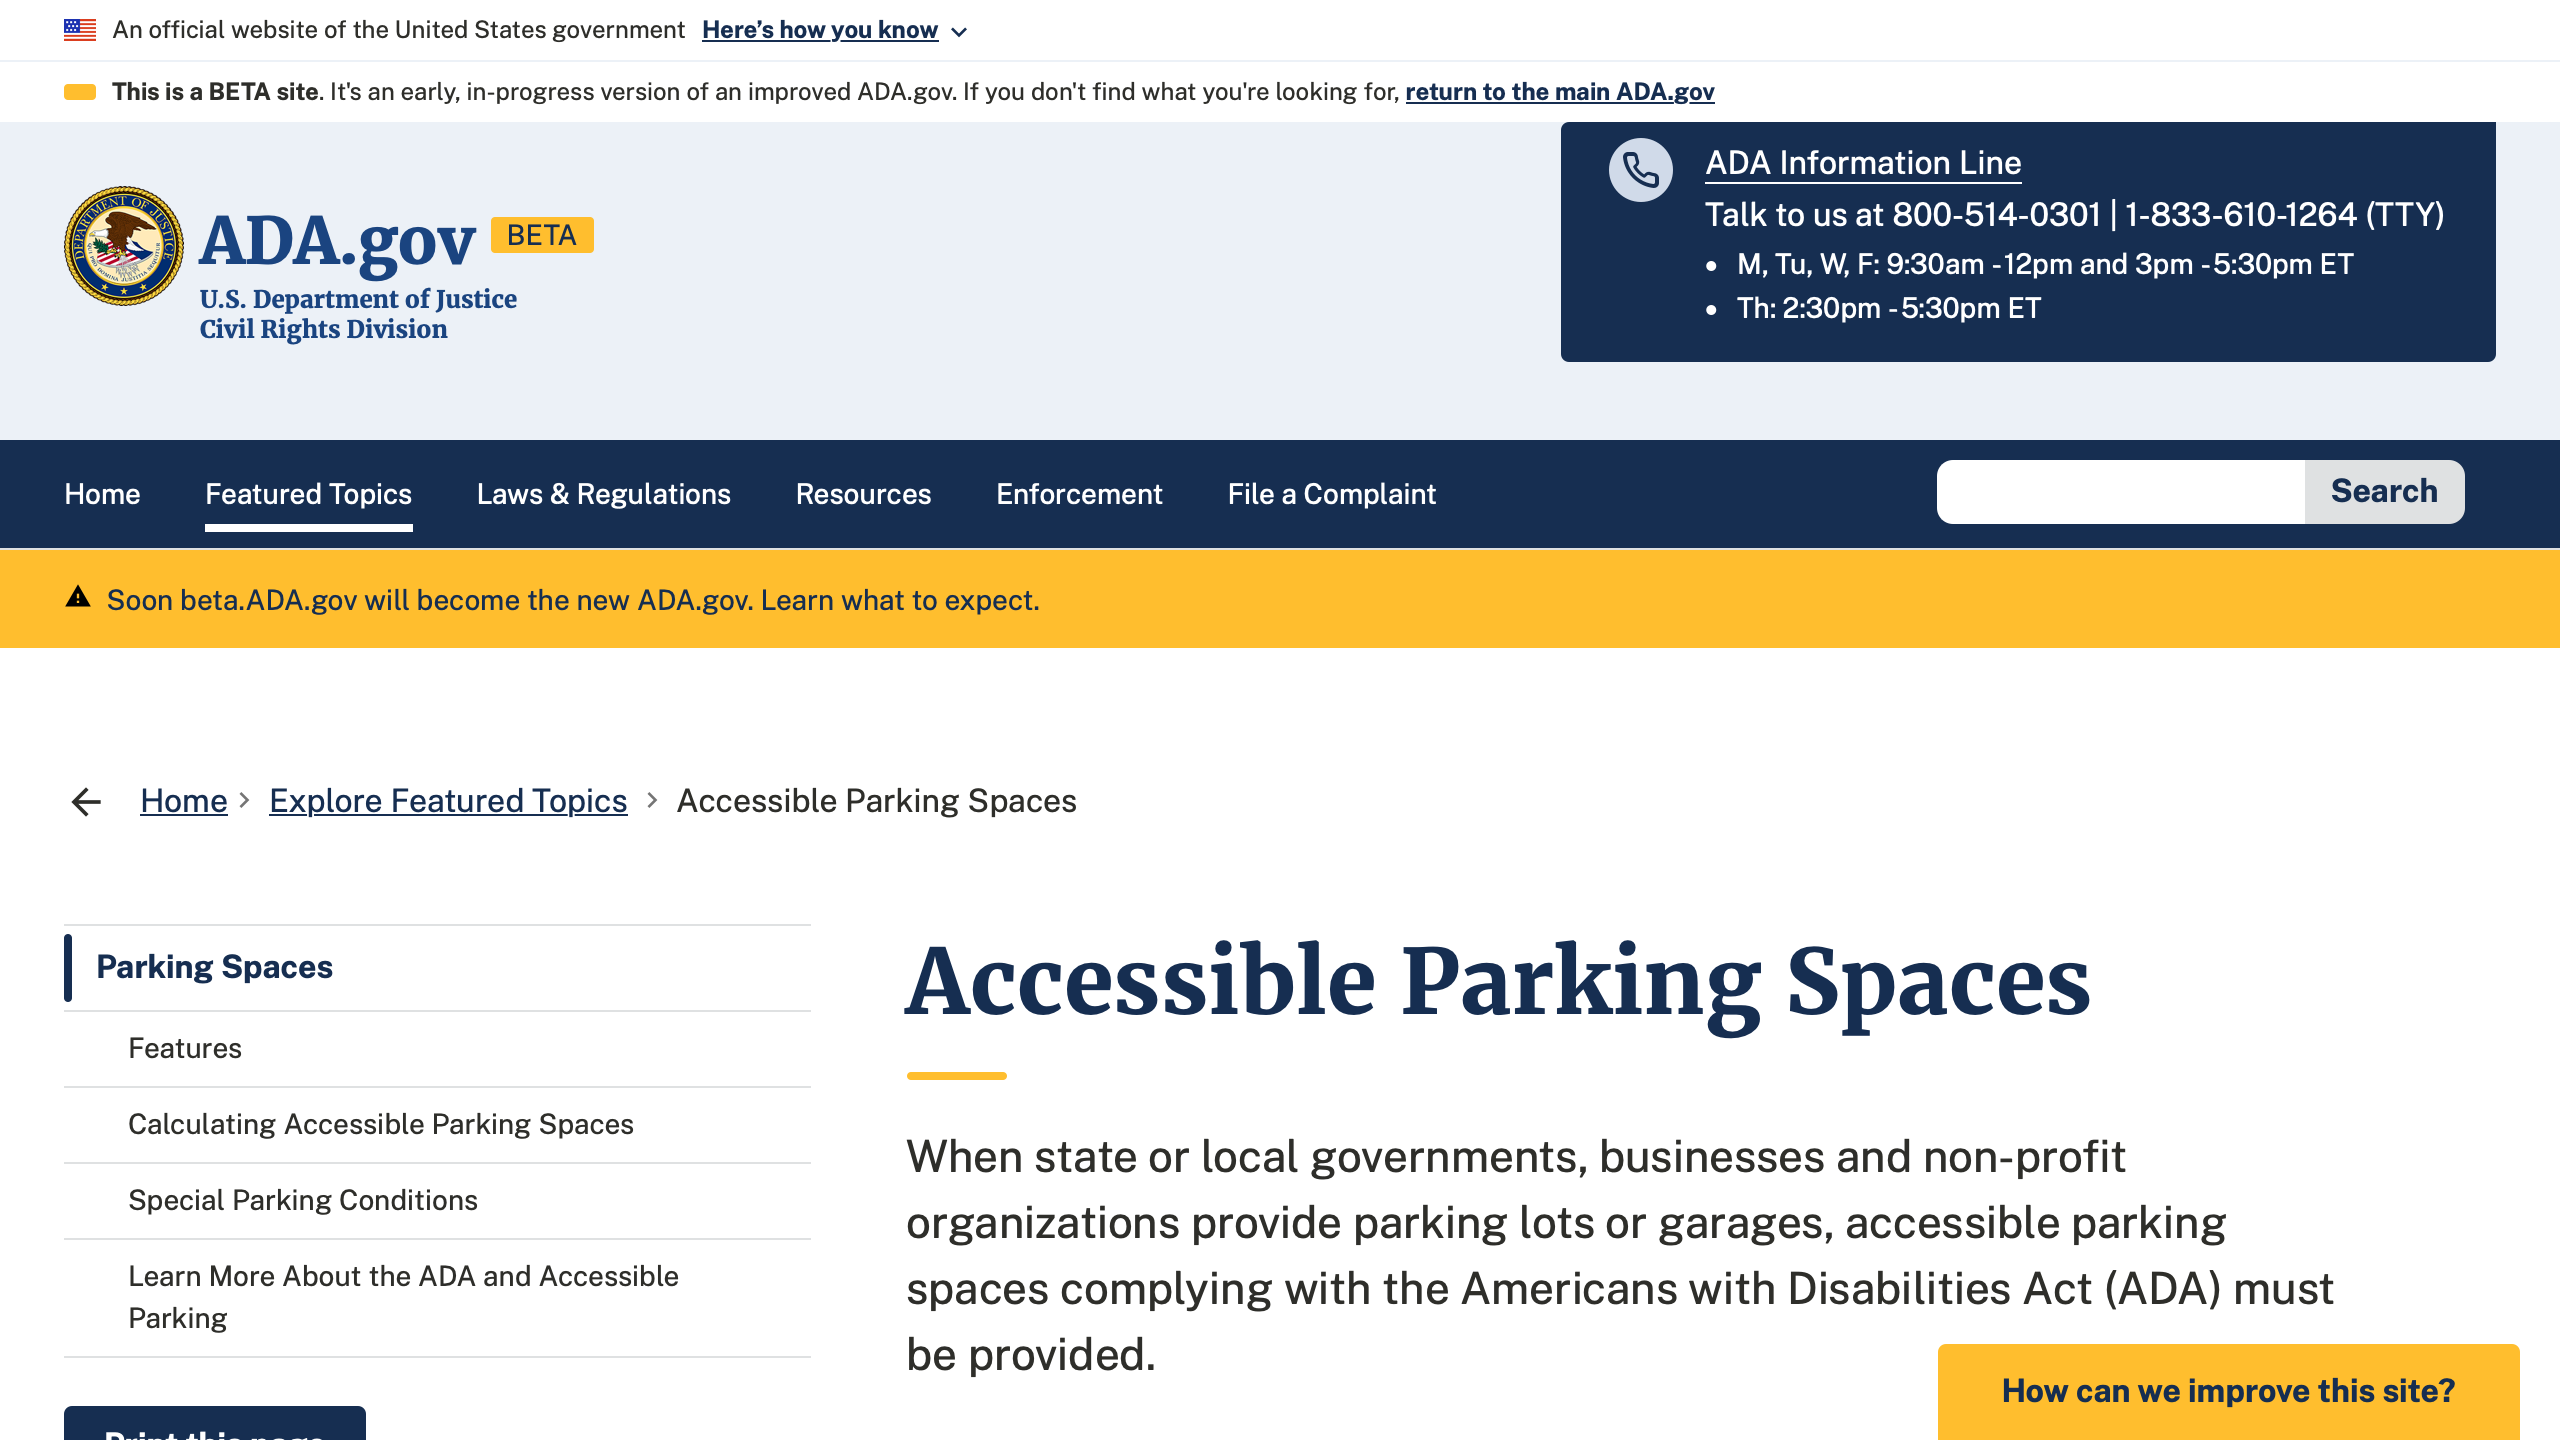 An official website of the United States government Here’s how you know
This is a BETA site. It's an early, in-progress version of an improved ADA.gov. If you don't find what you're looking for, return to the main ADA.gov
ADA Information Line
Talk to us at 800-514-0301 | 1-833-610-1264 (TTY)
M, Tu, W, F: 9:30am - 12pm and 3pm - 5:30pm ET
Th: 2:30pm - 5:30pm ET
ADA.gov BETA
U.S. Department of Justice
Civil Rights Division
Home Featured Topics Laws & Regulations Resources Enforcement File a Complaint Search
Soon beta.ADA.gov will become the new ADA.gov. Learn what to expect.
Home > Explore Featured Topics > Accessible Parking Spaces
Parking Spaces
Features
Calculating Accessible Parking Spaces
Special Parking Conditions
Learn More About the ADA and Accessible
Parking
Print this page
Accessible Parking Spaces
When state or local governments, businesses and non-profit
organizations provide parking lots or garages, accessible parking
spaces complying with the Americans with Disabilities Act (ADA) must
be provided.
How can we improve this site?